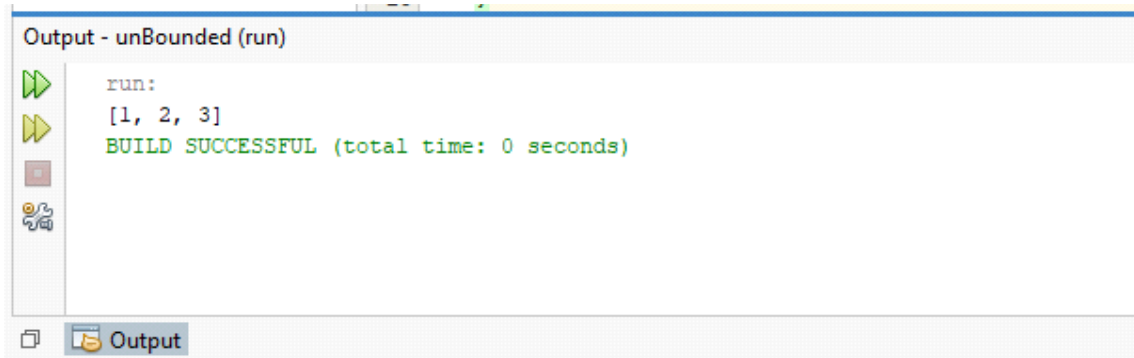 Output - unBounded (run)
run:
[1, 2, 3]
BUILD SUCCESSFUL (total time: 0 seconds)
Output